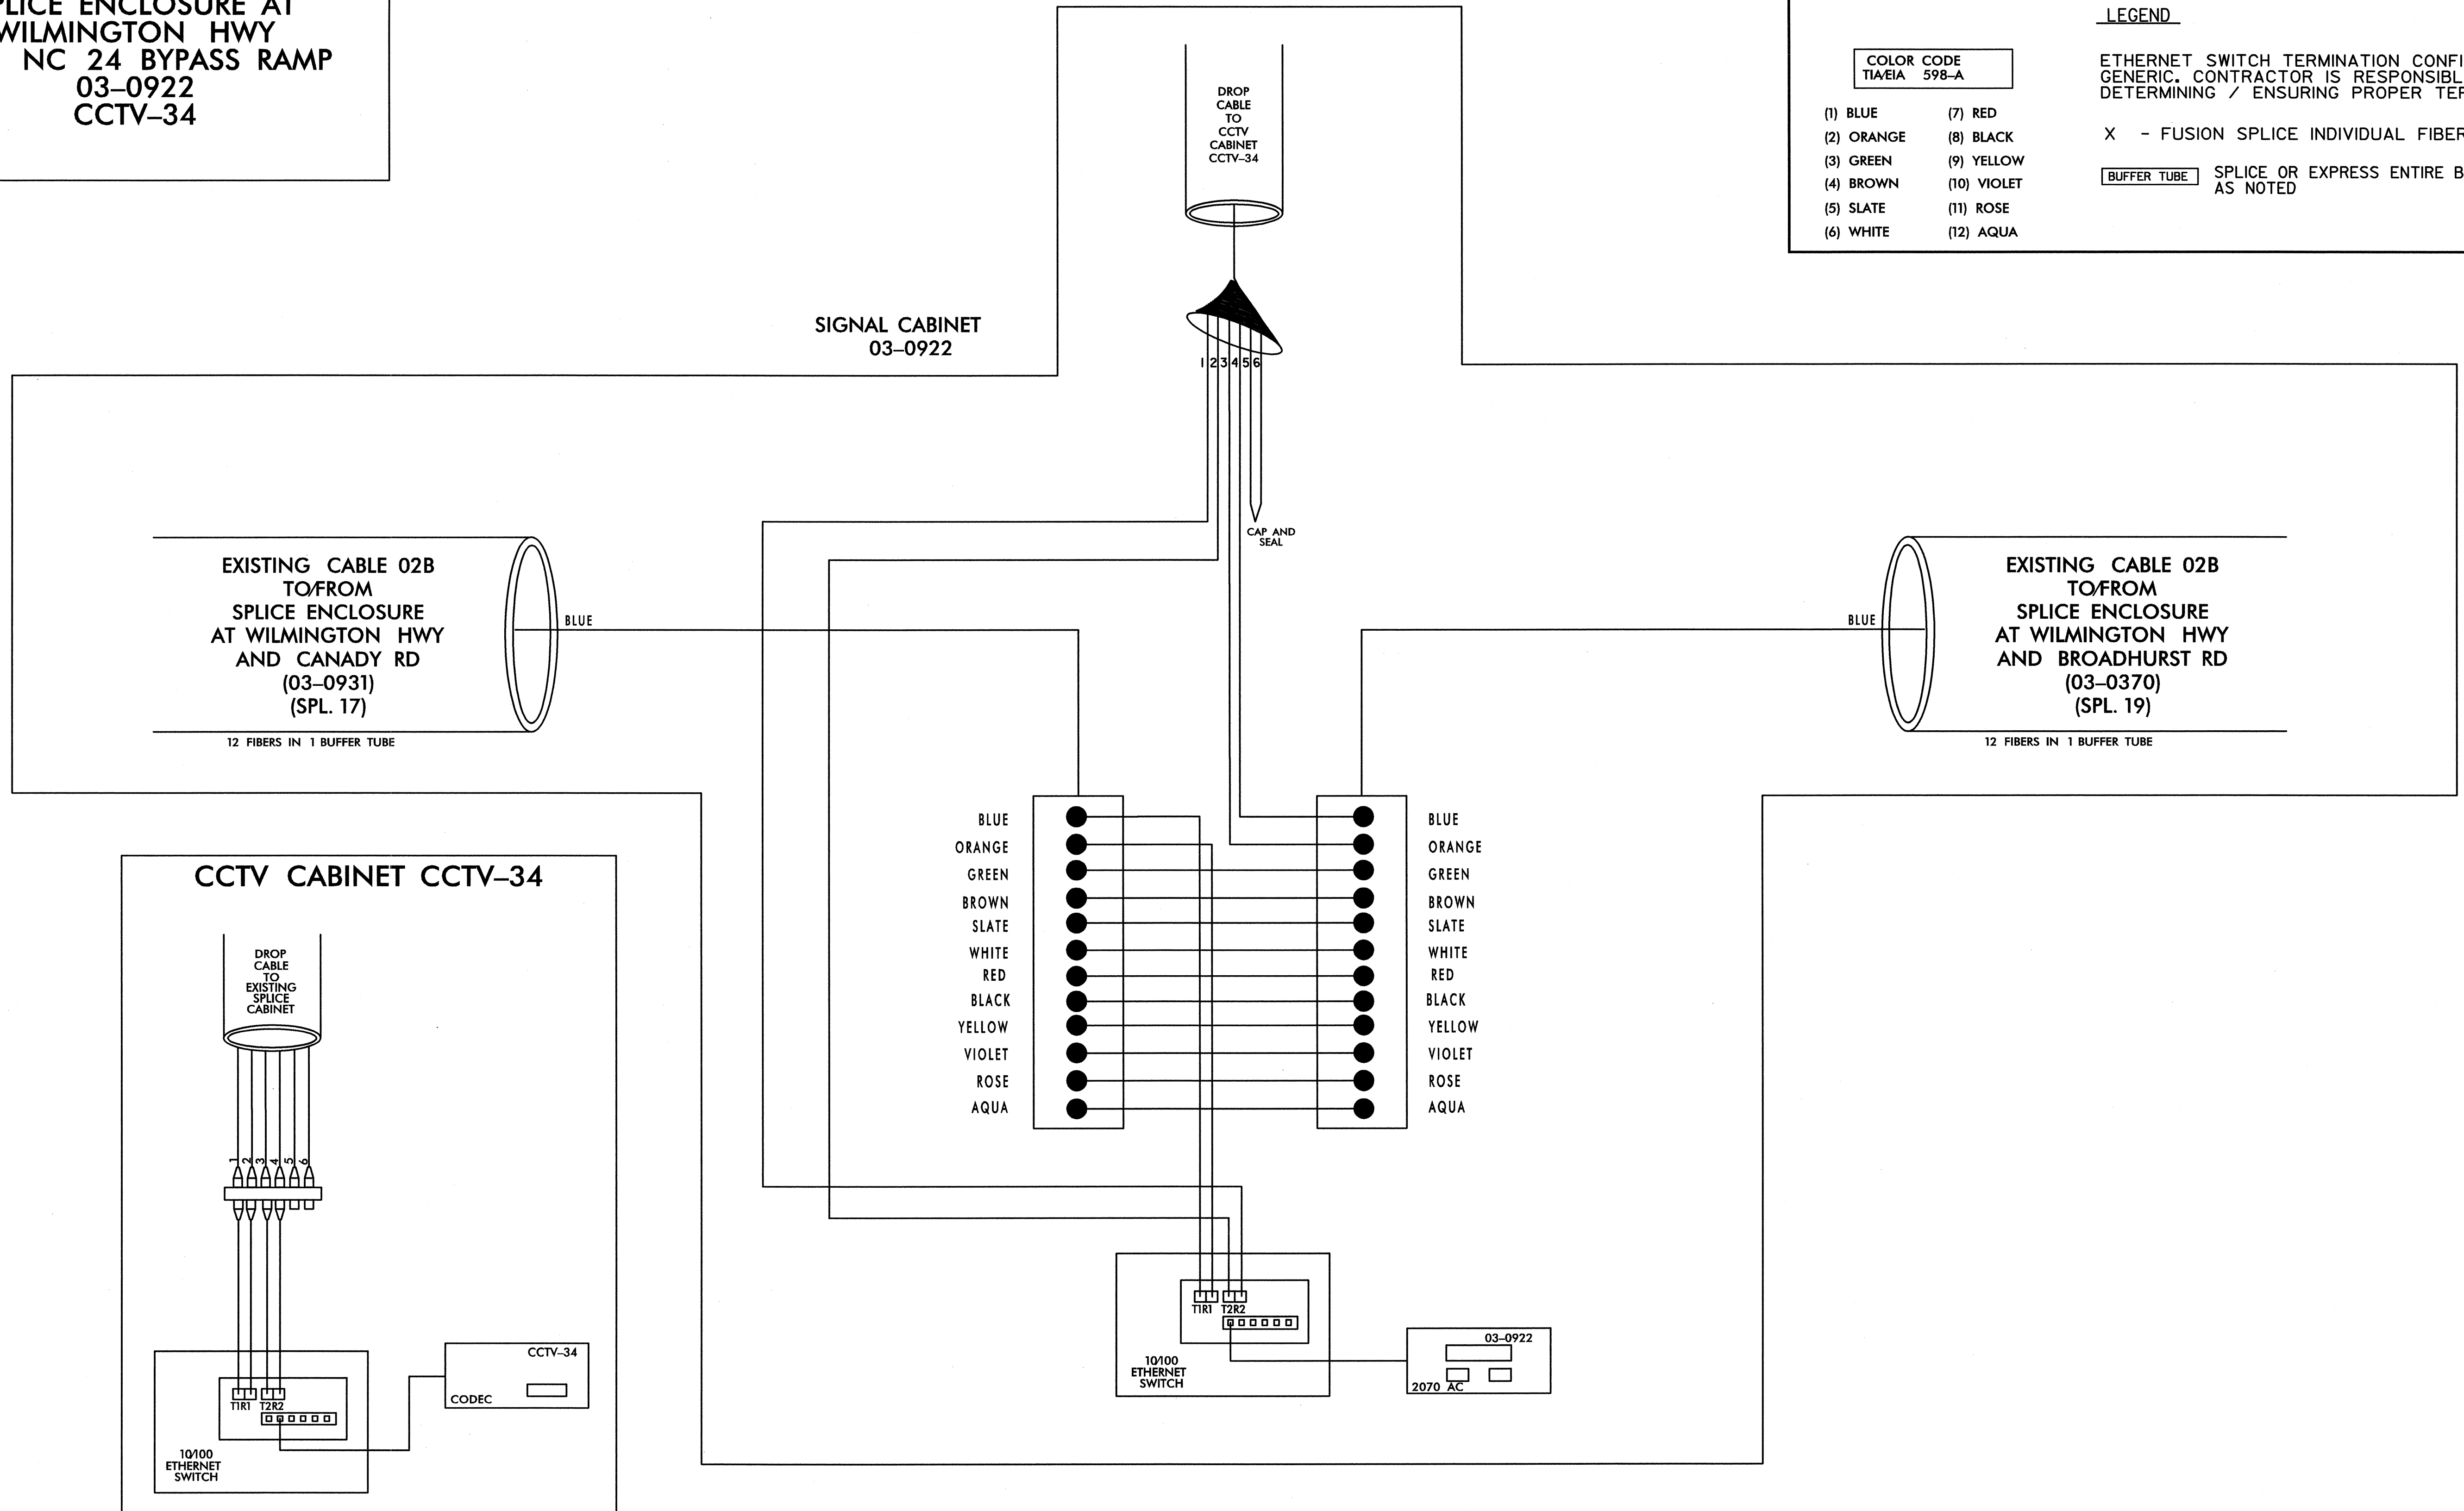 WILMINGTON HWY
NC 24 BYPASS RAMP
03–0922
CCTV–34
LEGEND
COLOR CODE
TIA/EIA 598–A
(1) BLUE
(2) ORANGE
(3) GREEN
(4) BROWN
(5) SLATE
(6) WHITE
(7) RED
(8) BLACK
(9) YELLOW
(10) VIOLET
(11) ROSE
(12) AQUA
ETHERNET SWITCH TERMINATION
GENERIC. CONTRACTOR IS
DETERMINING / ENSURING PROPER
X - FUSION SPLICE INDIVIDUAL
BUFFER TUBE
SPLICE OR EXPRESS ENTIRE
AS NOTED
DROP
CABLE
TO
CCTV
CABINET
CCTV–34
SIGNAL CABINET
03–0922
1 2 3 4 5 6
CAP AND
SEAL
EXISTING CABLE 02B
TO/FROM
SPLICE ENCLOSURE
AT WILMINGTON HWY
AND CANADY RD
(03–0931)
(SPL. 17)
12 FIBERS IN 1 BUFFER TUBE
BLUE
BLUE
EXISTING CABLE 02B
TO/FROM
SPLICE ENCLOSURE
AT WILMINGTON HWY
AND BROADHURST RD
(03–0370)
(SPL. 19)
12 FIBERS IN 1 BUFFER TUBE
BLUE
ORANGE
GREEN
BROWN
SLATE
WHITE
RED
BLACK
YELLOW
VIOLET
ROSE
AQUA
BLUE
ORANGE
GREEN
BROWN
SLATE
WHITE
RED
BLACK
YELLOW
VIOLET
ROSE
AQUA
T1R1 T2R2
10/100
ETHERNET
SWITCH
03–0922
2070 AC
CCTV CABINET CCTV–34
DROP
CABLE
TO
EXISTING
SPLICE
CABINET
1 2 3 4 5 6
T1R1 T2R2
10/100
ETHERNET
SWITCH
CCTV–34
CODEC